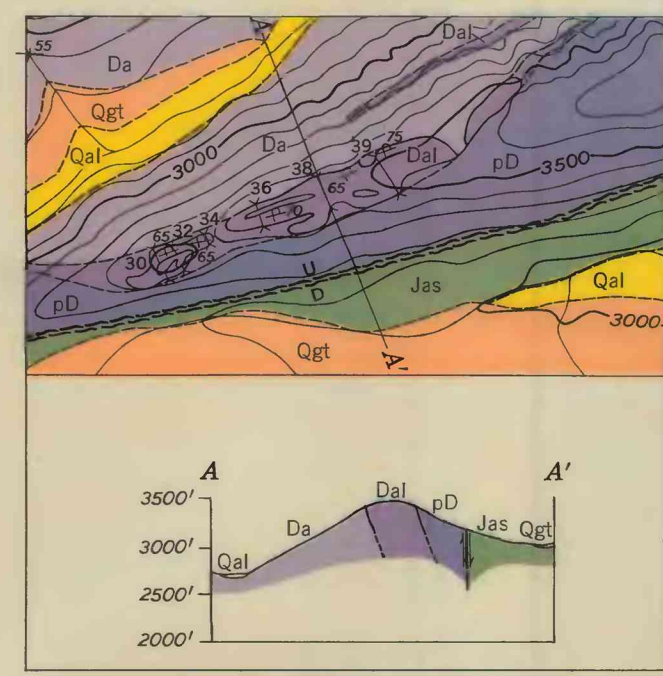 A
55
Da
Dal
Qgt
Qal
3000
Da
39
75
Dal
pD
3500
38
65
36
34
32
65
30
65
U
D
pD
Jas
Qal
3000
Qgt
A'
A
A'
3500'
3000'
2500'
2000'
Qal
Da
Dal
pD
Jas
Qgt